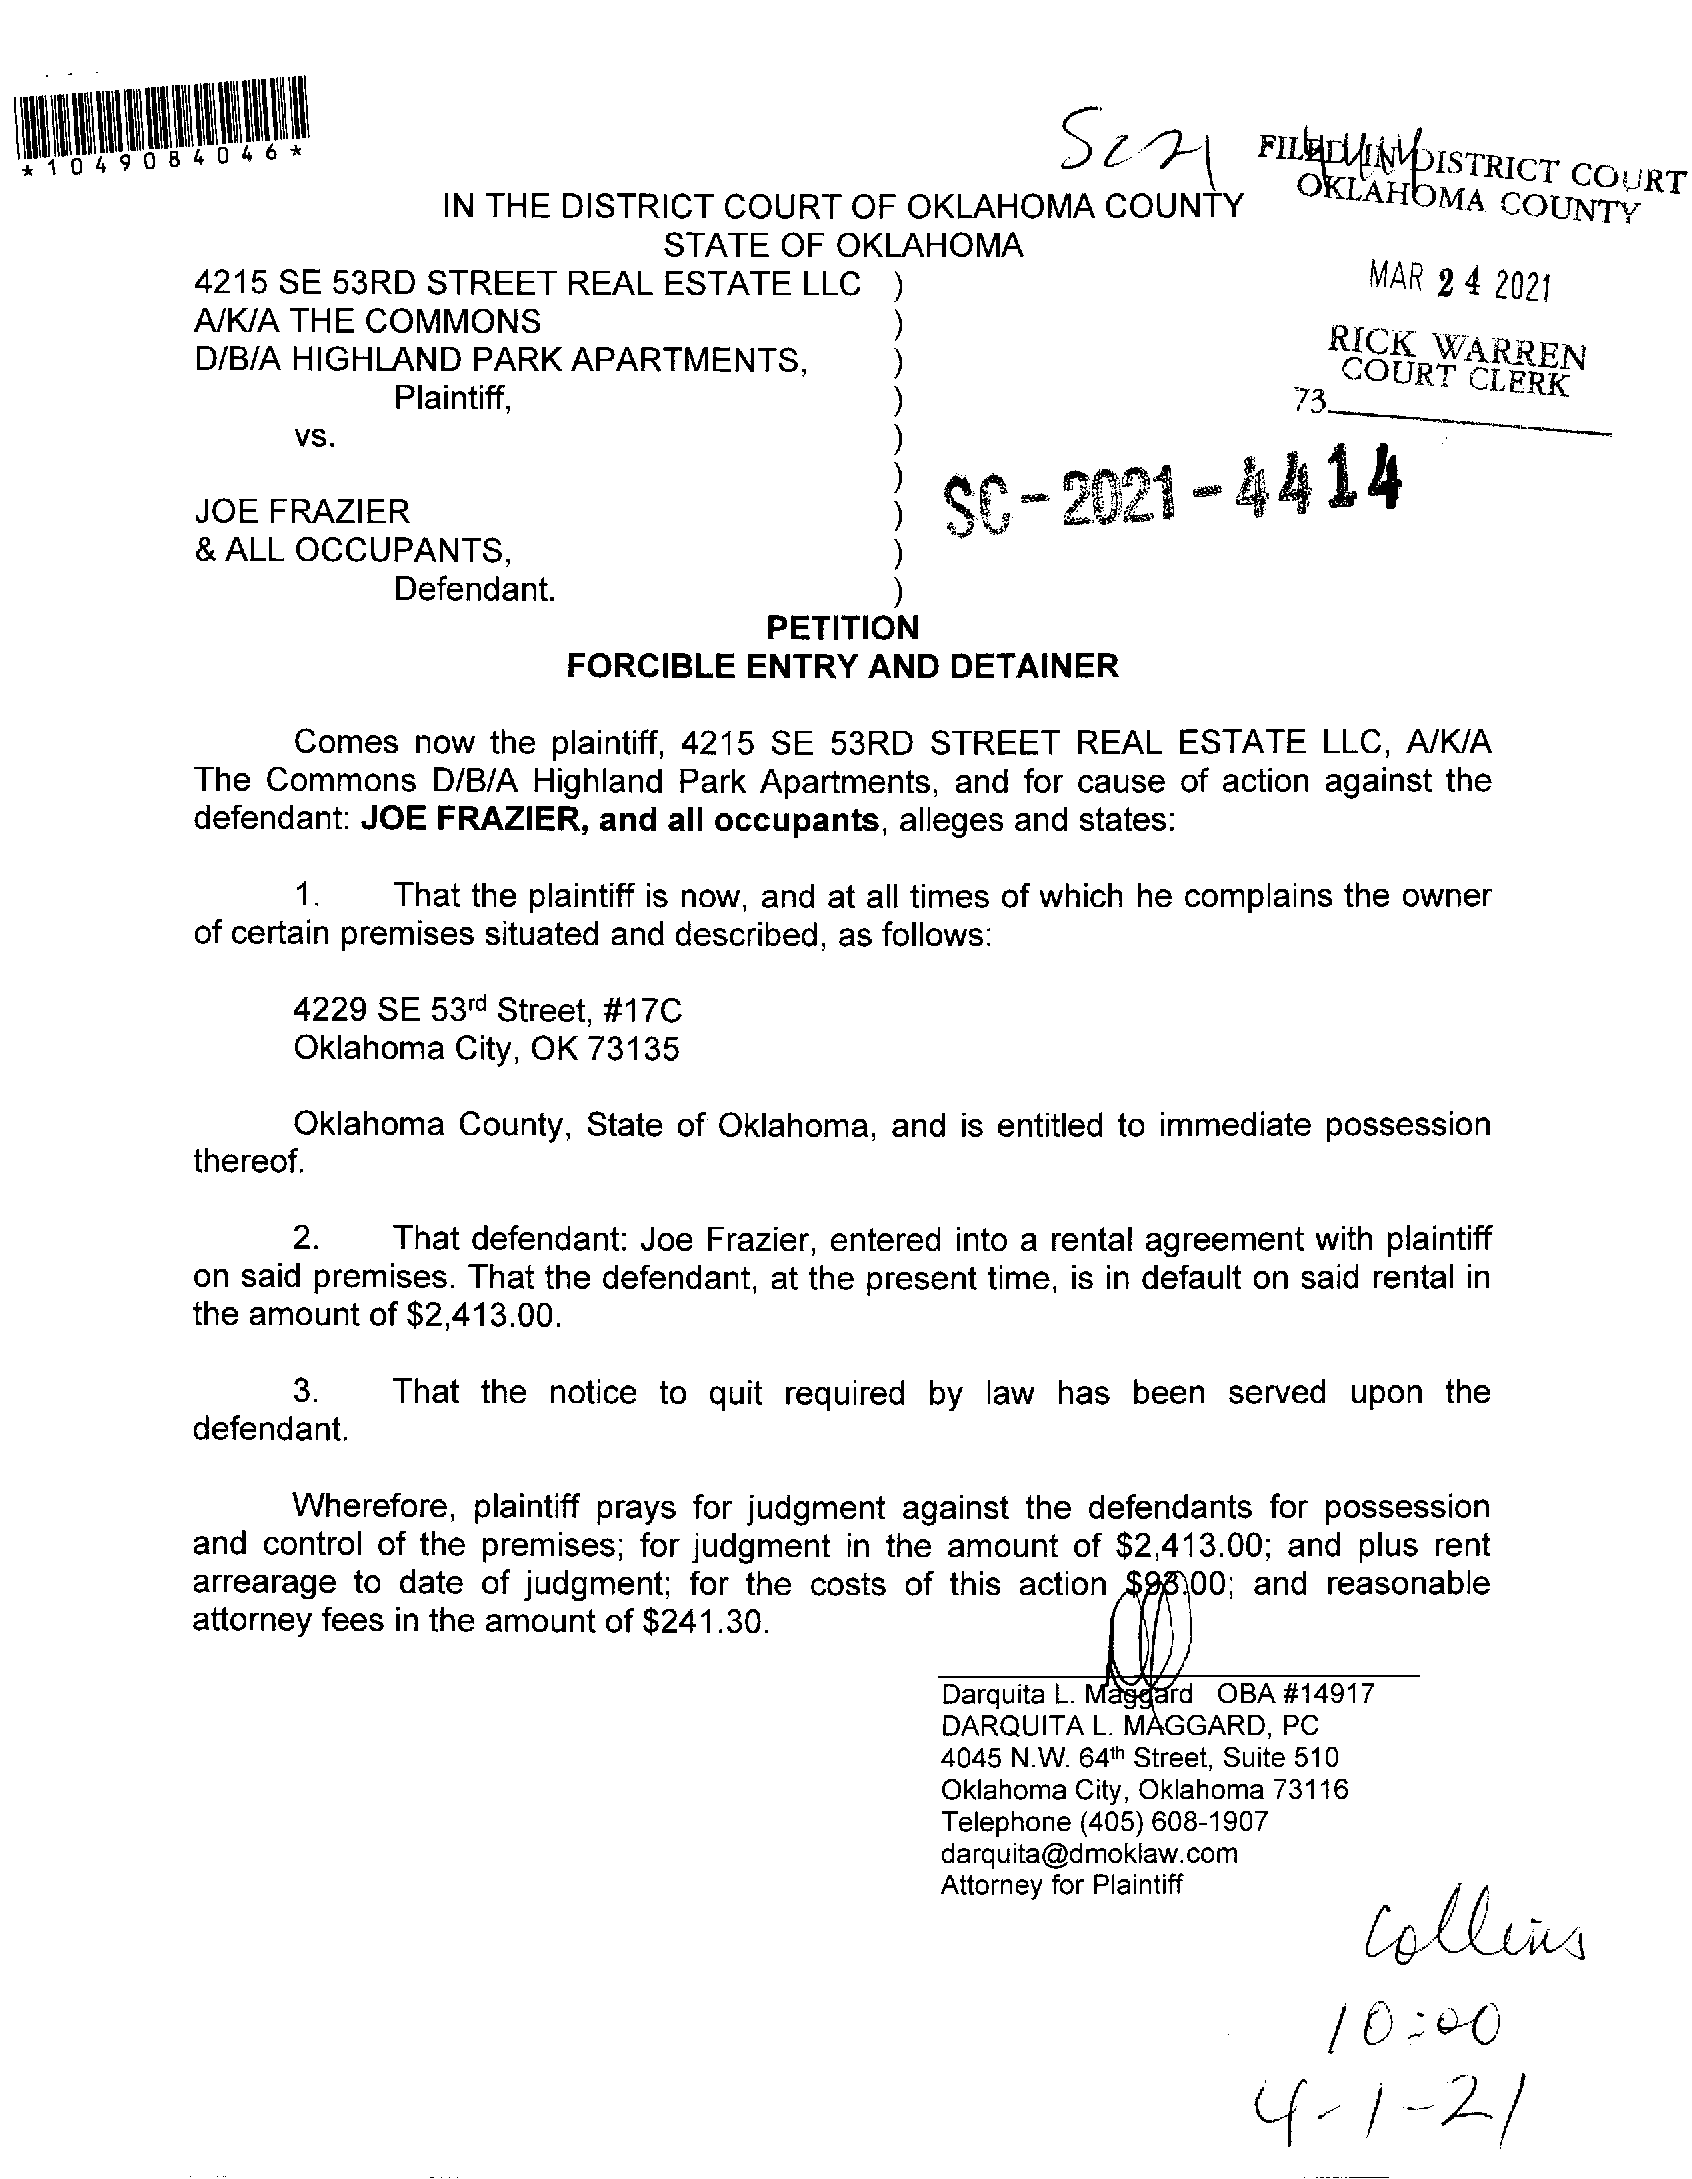 *1049084046*
FILED IN DISTRICT COURT
OKLAHOMA COUNTY
MAR 24 2021
RICK WARREN
COURT CLERK
73
IN THE DISTRICT COURT OF OKLAHOMA COUNTY
STATE OF OKLAHOMA
4215 SE 53RD STREET REAL ESTATE LLC )
A/K/A THE COMMONS )
D/B/A HIGHLAND PARK APARTMENTS, )
Plaintiff, )
vs. )
)
JOE FRAZIER )
& ALL OCCUPANTS, )
Defendant. )
SC-2021-4414
PETITION
FORCIBLE ENTRY AND DETAINER
Comes now the plaintiff, 4215 SE 53RD STREET REAL ESTATE LLC, A/K/A
The Commons D/B/A Highland Park Apartments, and for cause of action against the
defendant: JOE FRAZIER, and all occupants, alleges and states:
1. That the plaintiff is now, and at all times of which he complains the owner
of certain premises situated and described, as follows:
4229 SE 53rd Street, #17C
Oklahoma City, OK 73135
Oklahoma County, State of Oklahoma, and is entitled to immediate possession
thereof.
2. That defendant: Joe Frazier, entered into a rental agreement with plaintiff
on said premises. That the defendant, at the present time, is in default on said rental in
the amount of $2,413.00.
3. That the notice to quit required by law has been served upon the
defendant.
Wherefore, plaintiff prays for judgment against the defendants for possession
and control of the premises; for judgment in the amount of $2,413.00; and plus rent
arrearage to date of judgment; for the costs of this action and reasonable
attorney fees in the amount of $241.30.
Darquita L. Maggard OBA #14917
DARQUITA L. MAGGARD, PC
4045 N.W. 64th Street, Suite 510
Oklahoma City, Oklahoma 73116
Telephone (405) 608-1907
darquita@dmoklaw.com
Attorney for Plaintiff
Collins
10:00
4-1-21